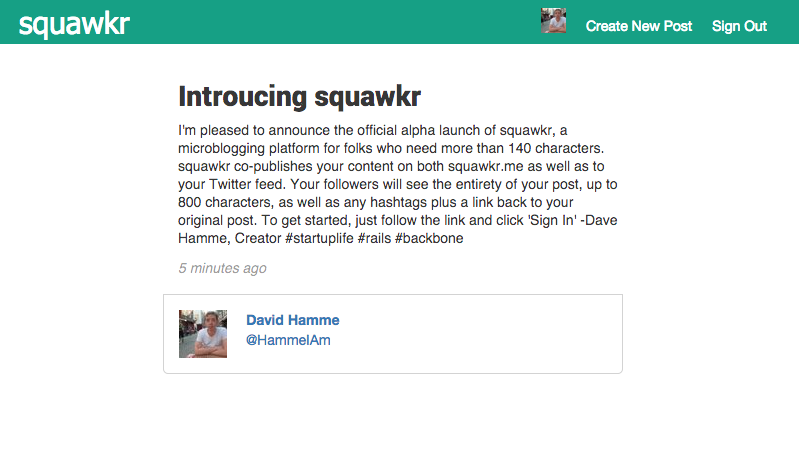 squawkr
Create New Post
Sign Out
Introucing squawkr
I'm pleased to announce the official alpha launch of squawkr, a
microblogging platform for folks who need more than 140 characters.
squawkr co-publishes your content on both squawkr.me as well as to
your Twitter feed. Your followers will see the entirety of your post, up to
800 characters, as well as any hashtags plus a link back to your
original post. To get started, just follow the link and click 'Sign In' -Dave
Hamme, Creator #startuplife #rails #backbone
5 minutes ago
David Hamme
@HammeIAm